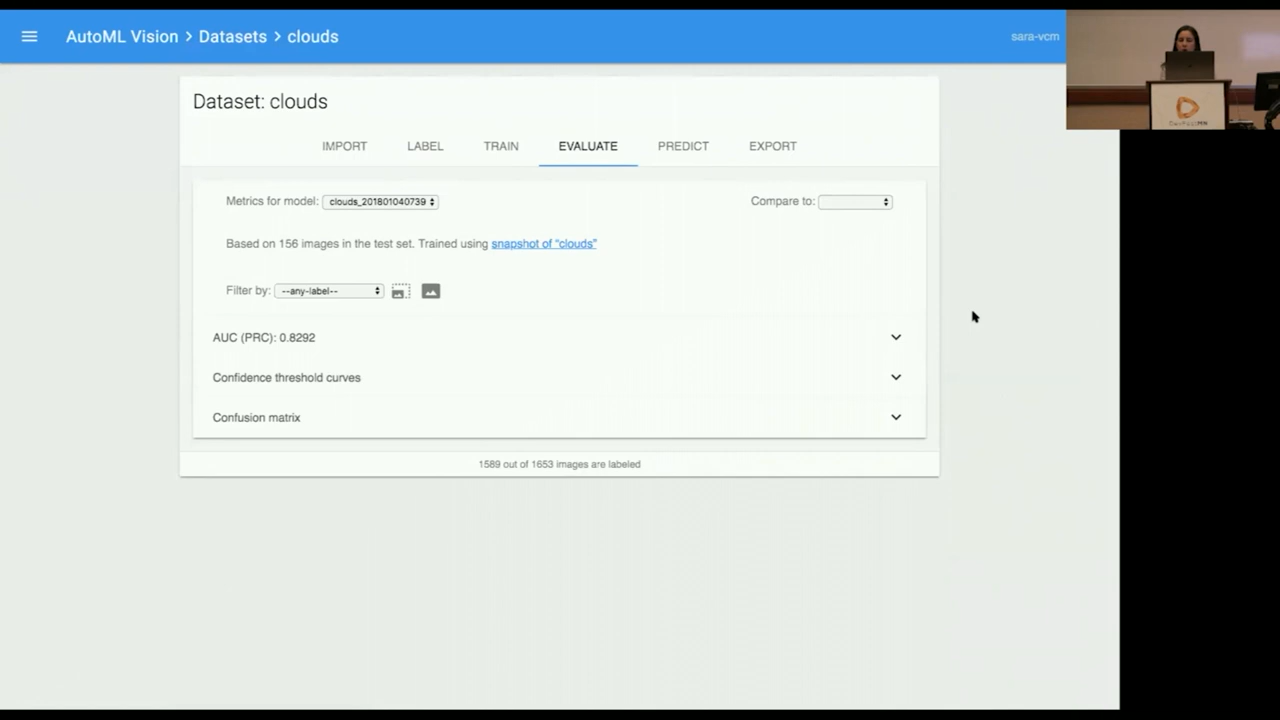 AutoML Vision > Datasets > clouds
sara-vcm
Dataset: clouds
IMPORT LABEL TRAIN EVALUATE PREDICT EXPORT
Metrics for model: clouds_201801040739
Compare to:
Based on 156 images in the test set. Trained using snapshot of "clouds"
Filter by: --any-label--
AUC (PRC): 0.8292
Confidence threshold curves
Confusion matrix
1589 out of 1653 images are labeled